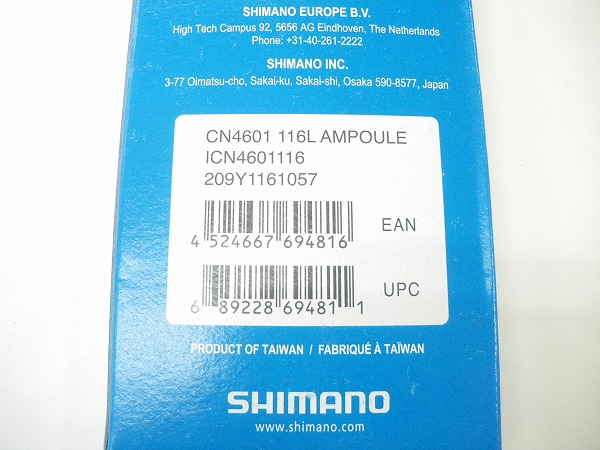 SHIMANO EUROPE B.V.
High Tech Campus 92, 5656 AG Eindhoven, The Netherlands
Phone: +31-40-261-2222
SHIMANO INC.
3-77 Oimatsu-cho, Sakai-ku, Sakai-shi, Osaka 590-8577, Japan
CN4601 116L AMPOULE
ICN4601116
209Y1161057
4 524667 694816
EAN
6 89228 69481 1
UPC
PRODUCT OF TAIWAN / FABRIQUÉ À TAÏWAN
SHIMANO
www.shimano.com